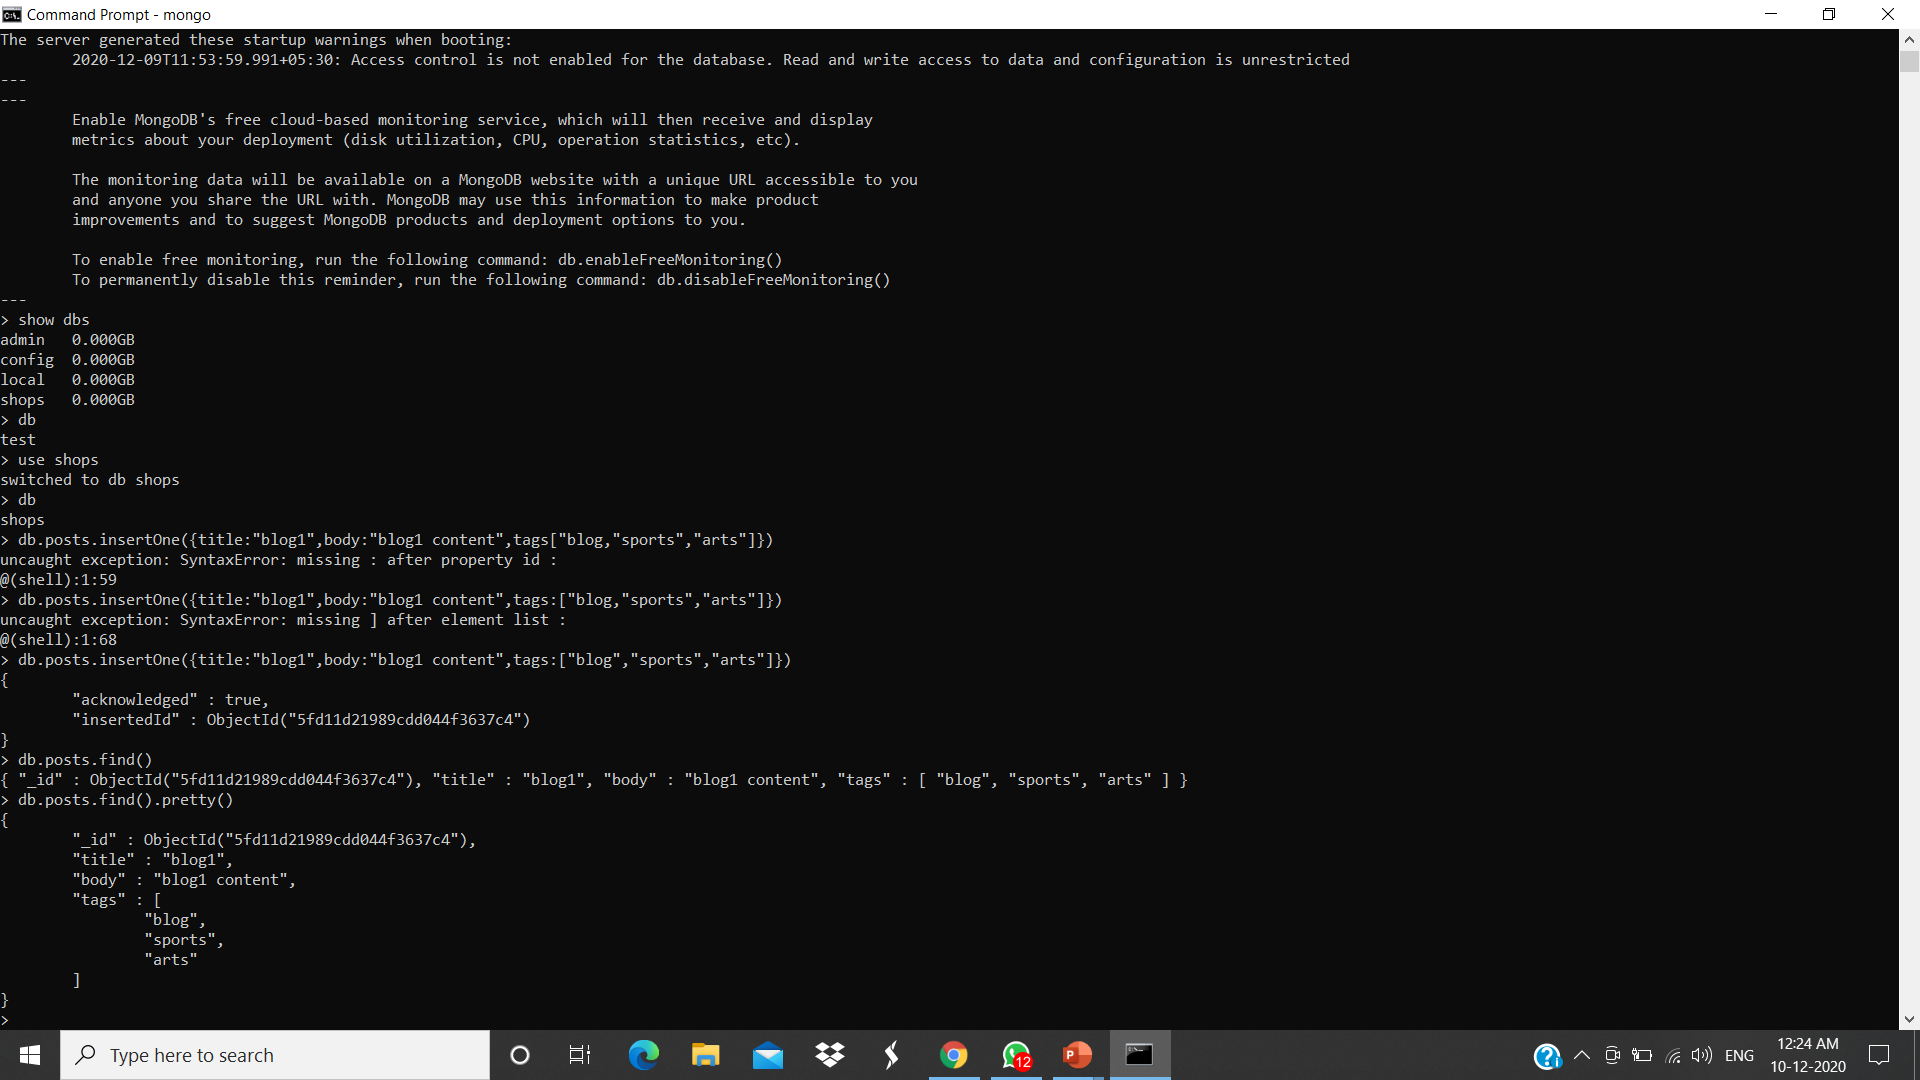 Command Prompt - mongo
The server generated these startup warnings when booting:
        2020-12-09T11:53:59.991+05:30: Access control is not enabled for the database. Read and write access to data and configuration is unrestricted
---
---
        Enable MongoDB's free cloud-based monitoring service, which will then receive and display
        metrics about your deployment (disk utilization, CPU, operation statistics, etc).

        The monitoring data will be available on a MongoDB website with a unique URL accessible to you
        and anyone you share the URL with. MongoDB may use this information to make product
        improvements and to suggest MongoDB products and deployment options to you.

        To enable free monitoring, run the following command: db.enableFreeMonitoring()
        To permanently disable this reminder, run the following command: db.disableFreeMonitoring()
---
> show dbs
admin   0.000GB
config  0.000GB
local   0.000GB
shops   0.000GB
> db
test
> use shops
switched to db shops
> db
shops
> db.posts.insertOne({title:"blog1",body:"blog1 content",tags["blog,"sports","arts"]})
uncaught exception: SyntaxError: missing : after property id :
@(shell):1:59
> db.posts.insertOne({title:"blog1",body:"blog1 content",tags:["blog,"sports","arts"]})
uncaught exception: SyntaxError: missing ] after element list :
@(shell):1:68
> db.posts.insertOne({title:"blog1",body:"blog1 content",tags:["blog","sports","arts"]})
{
        "acknowledged" : true,
        "insertedId" : ObjectId("5fd11d21989cdd044f3637c4")
}
> db.posts.find()
{ "_id" : ObjectId("5fd11d21989cdd044f3637c4"), "title" : "blog1", "body" : "blog1 content", "tags" : [ "blog", "sports", "arts" ] }
> db.posts.find().pretty()
{
        "_id" : ObjectId("5fd11d21989cdd044f3637c4"),
        "title" : "blog1",
        "body" : "blog1 content",
        "tags" : [
                "blog",
                "sports",
                "arts"
        ]
}
>
Type here to search
12
ENG
12:24 AM
10-12-2020